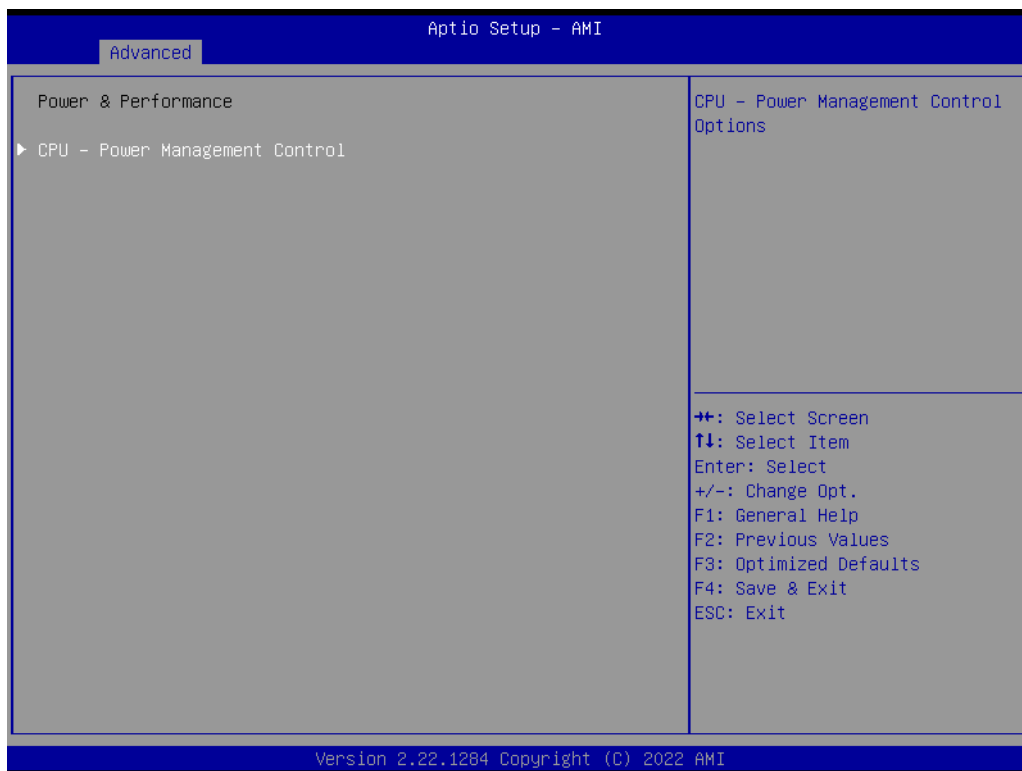 Aptio Setup – AMI
Advanced
Power & Performance
▶ CPU – Power Management Control
CPU – Power Management Control
Options
→←: Select Screen
↑↓: Select Item
Enter: Select
+/-: Change Opt.
F1: General Help
F2: Previous Values
F3: Optimized Defaults
F4: Save & Exit
ESC: Exit
Version 2.22.1284 Copyright (C) 2022 AMI